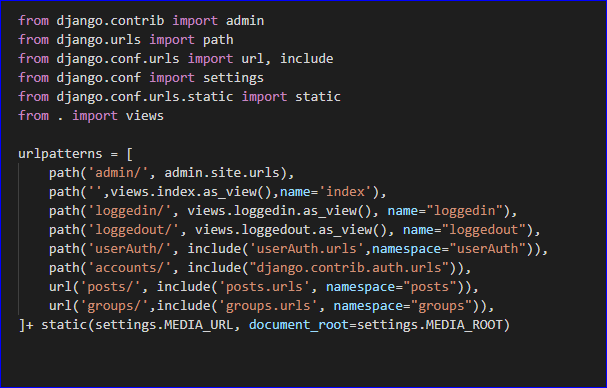 from django.contrib import admin
from django.urls import path
from django.conf.urls import url, include
from django.conf import settings
from django.conf.urls.static import static
from . import views

urlpatterns = [
    path('admin/', admin.site.urls),
    path('',views.index.as_view(),name='index'),
    path('loggedin/', views.loggedin.as_view(), name="loggedin"),
    path('loggedout/', views.loggedout.as_view(), name="loggedout"),
    path('userAuth/', include('userAuth.urls',namespace="userAuth")),
    path('accounts/', include("django.contrib.auth.urls")),
    url('posts/', include('posts.urls', namespace="posts")),
    url('groups/',include('groups.urls', namespace="groups")),
]+ static(settings.MEDIA_URL, document_root=settings.MEDIA_ROOT)